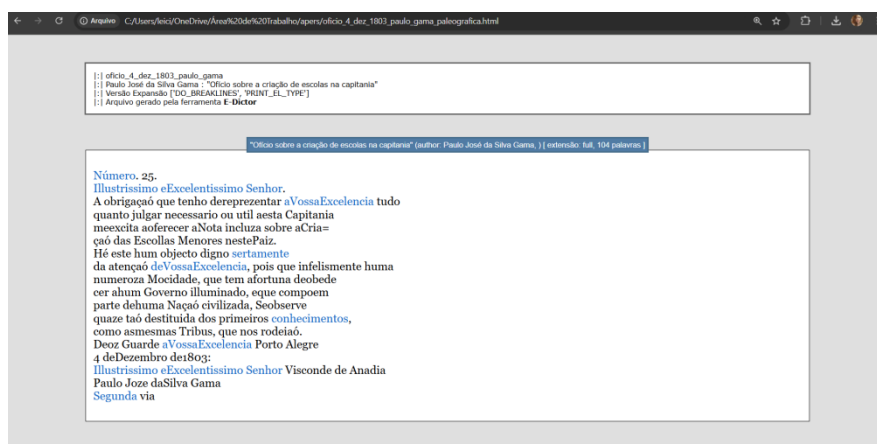 Arquivo C:/Users/leici/OneDrive/Área%20de%20Trabalho/apers/oficio_4_dez_1803_paulo_gama_paleografica.html
|:| oficio_4_dez_1803_paulo_gama
|:| Paulo José da Silva Gama : "Ofício sobre a criação de escolas na capitania"
|:| Versão Expansão ['DO_BREAKLINES', 'PRINT_EL_TYPE']
|:| Arquivo gerado pela ferramenta E-Dictor
"Ofício sobre a criação de escolas na capitania" (author: Paulo José da Silva Gama, ) [ extensão: full, 104 palavras ]
Número. 25.
Illustrissimo eExcelentissimo Senhor.
A obrigaçaó que tenho dereprezentar aVossaExcelencia tudo
quanto julgar necessario ou util aesta Capitania
meexcita aoferecer aNota incluza sobre aCria=
çaó das Escollas Menores nestePaiz.
Hé este hum objecto digno sertamente
da atençaó deVossaExcelencia, pois que infelismente huma
numeroza Mocidade, que tem afortuna deobede
cer ahum Governo illuminado, eque compoem
parte dehuma Naçaó civilizada, Seobserve
quaze taó destituida dos primeiros conhecimentos,
como asmesmas Tribus, que nos rodeiaó.
Deoz Guarde aVossaExcelencia Porto Alegre
4 deDezembro de1803:
Illustrissimo eExcelentissimo Senhor Visconde de Anadia
Paulo Joze daSilva Gama
Segunda via